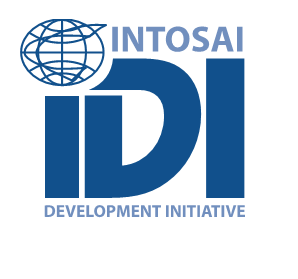 INTOSAI
IDI
DEVELOPMENT INITIATIVE